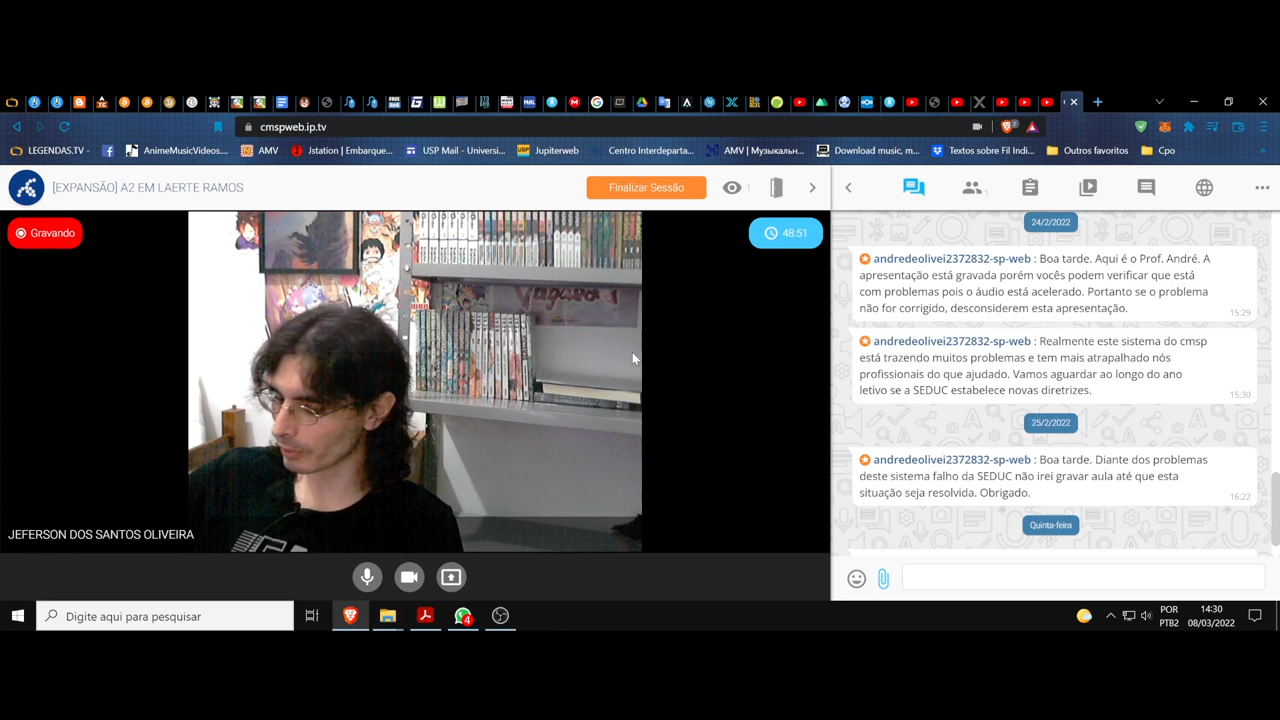 cmspweb.ip.tv
2
LEGENDAS.TV -
AnimeMusicVideos...
AMV
Jstation | Embarque...
USP Mail - Universi...
Jupiterweb
Centro Interdeparta...
AMV | Музыкальн...
Download music, m...
Textos sobre Fil Indi...
Outros favoritos
Cpo
[EXPANSÃO] A2 EM LAERTE RAMOS
Finalizar Sessão
1
1
Gravando
48:51
JEFERSON DOS SANTOS OLIVEIRA
24/2/2022
andredeolivei2372832-sp-web : Boa tarde. Aqui é o Prof. André. A
apresentação está gravada porém vocês podem verificar que está
com problemas pois o áudio está acelerado. Portanto se o problema
não for corrigido, desconsiderem esta apresentação.
15:29
andredeolivei2372832-sp-web : Realmente este sistema do cmsp
está trazendo muitos problemas e tem mais atrapalhado nós
profissionais do que ajudado. Vamos aguardar ao longo do ano
letivo se a SEDUC estabelece novas diretrizes.
15:30
25/2/2022
andredeolivei2372832-sp-web : Boa tarde. Diante dos problemas
deste sistema falho da SEDUC não irei gravar aula até que esta
situação seja resolvida. Obrigado.
16:22
Quinta-feira
Digite aqui para pesquisar
4
POR
PTB2
14:30
08/03/2022